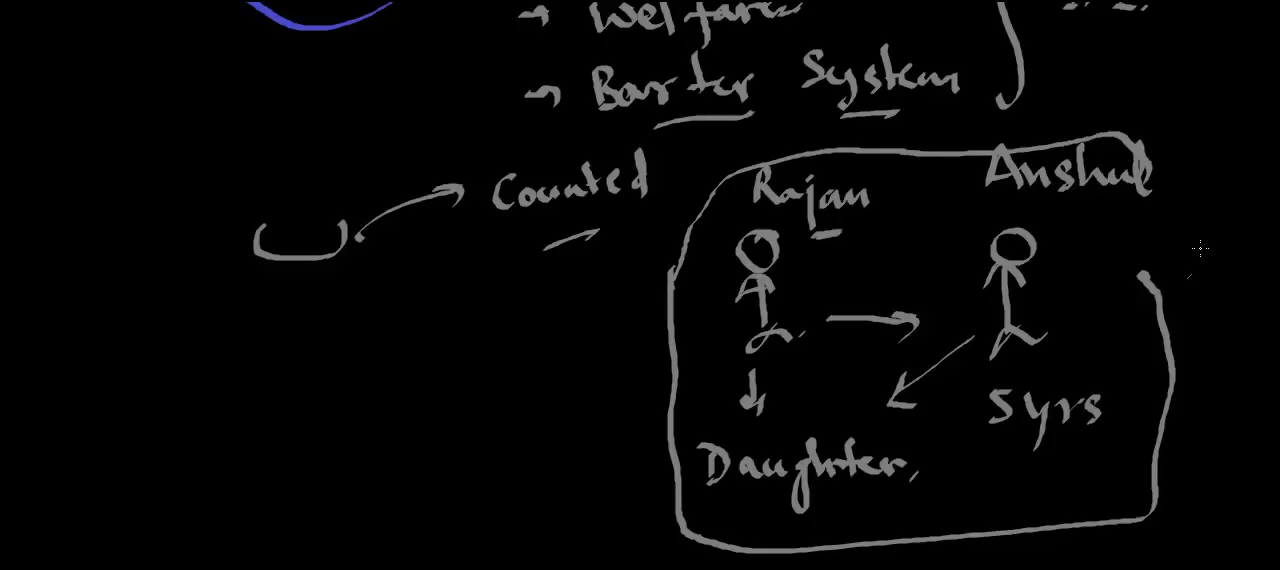 → Welfare
→ Barter System
Counted
Rajan Anshul
5yrs
Daughter,